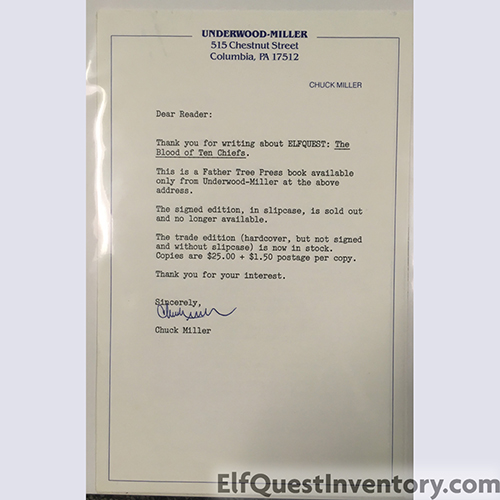 UNDERWOOD-MILLER
515 Chestnut Street
Columbia, PA 17512
CHUCK MILLER
Dear Reader:
Thank you for writing about ELFQUEST: The
Blood of Ten Chiefs.
This is a Father Tree Press book available
only from Underwood-Miller at the above
address.
The signed edition, in slipcase, is sold out
and no longer available.
The trade edition (hardcover, but not signed
and without slipcase) is now in stock.
Copies are $25.00 + $1.50 postage per copy.
Thank you for your interest.
Sincerely,
Chuck Miller
ElfQuestInventory.com